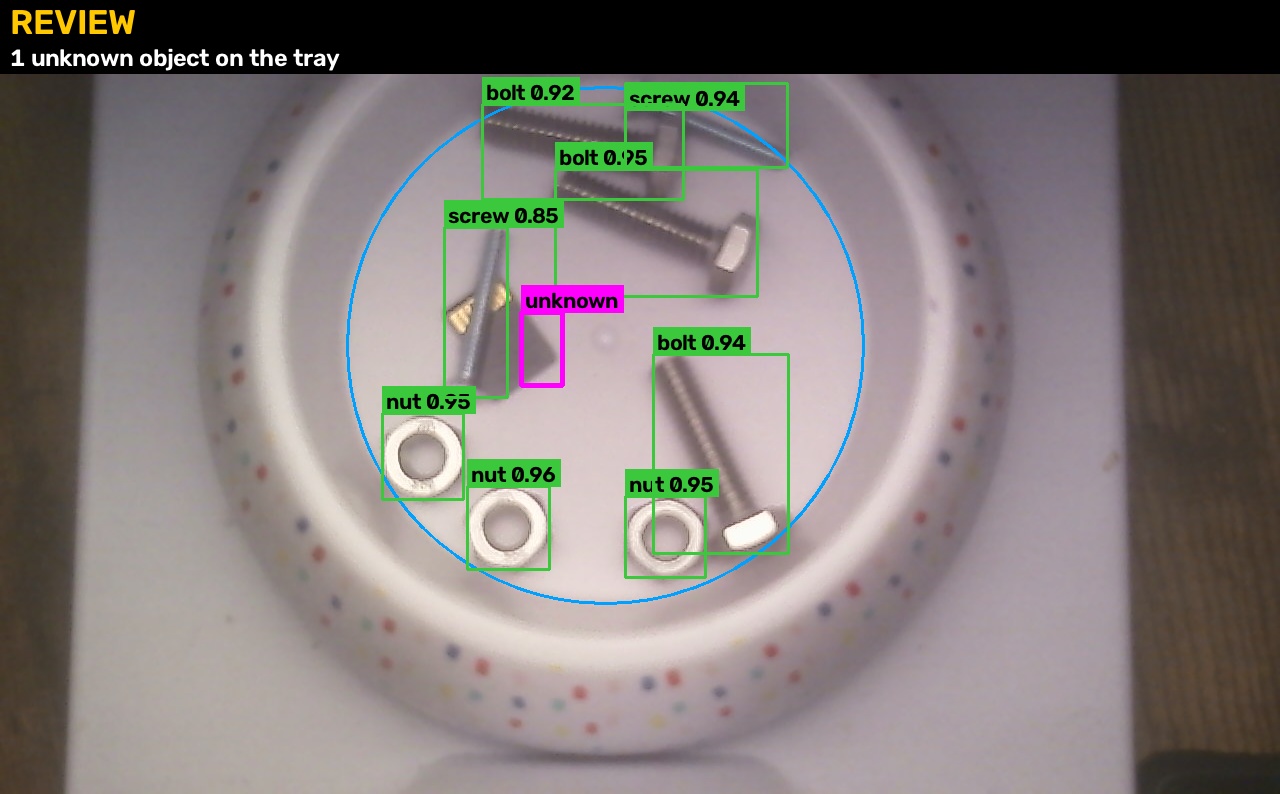 REVIEW
1 unknown object on the tray
bolt 0.92
screw 0.94
bolt 0.95
screw 0.85
unknown
bolt 0.94
nut 0.95
nut 0.96
nut 0.95